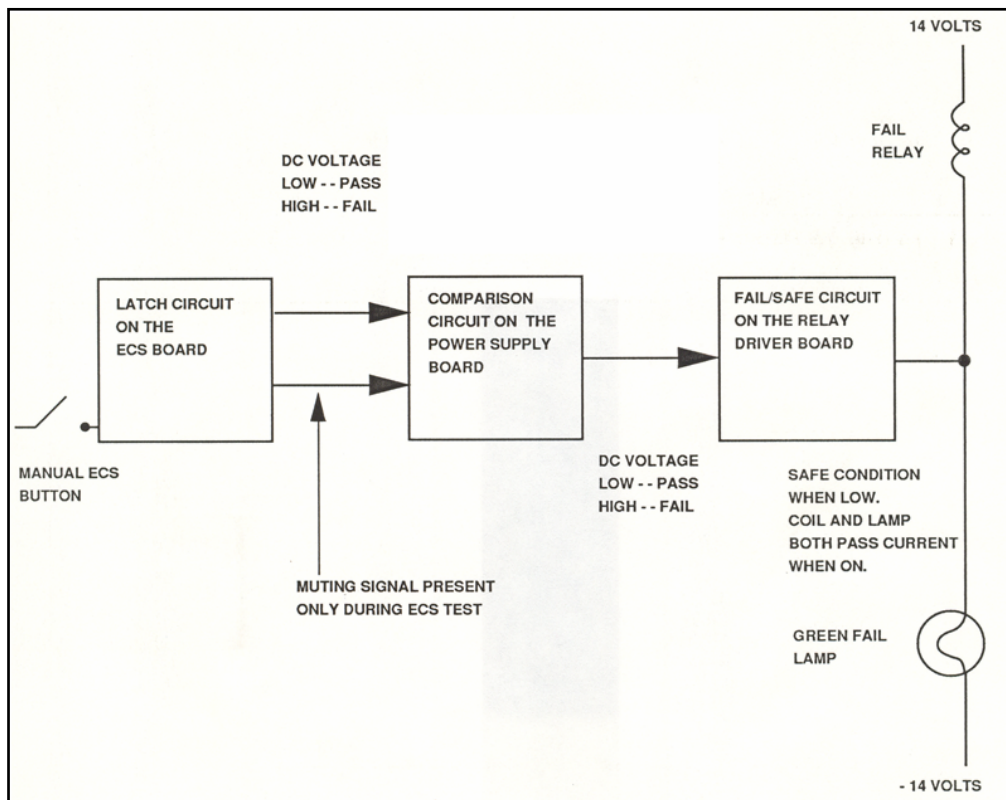 14 VOLTS
FAIL
RELAY
DC VOLTAGE
LOW - - PASS
HIGH - - FAIL
LATCH CIRCUIT
ON THE
ECS BOARD
COMPARISON
CIRCUIT ON THE
POWER SUPPLY
BOARD
FAIL/SAFE CIRCUIT
ON THE RELAY
DRIVER BOARD
MANUAL ECS
BUTTON
DC VOLTAGE
LOW - - PASS
HIGH - - FAIL
SAFE CONDITION
WHEN LOW.
COIL AND LAMP
BOTH PASS CURRENT
WHEN ON.
MUTING SIGNAL PRESENT
ONLY DURING ECS TEST
GREEN FAIL
LAMP
- 14 VOLTS